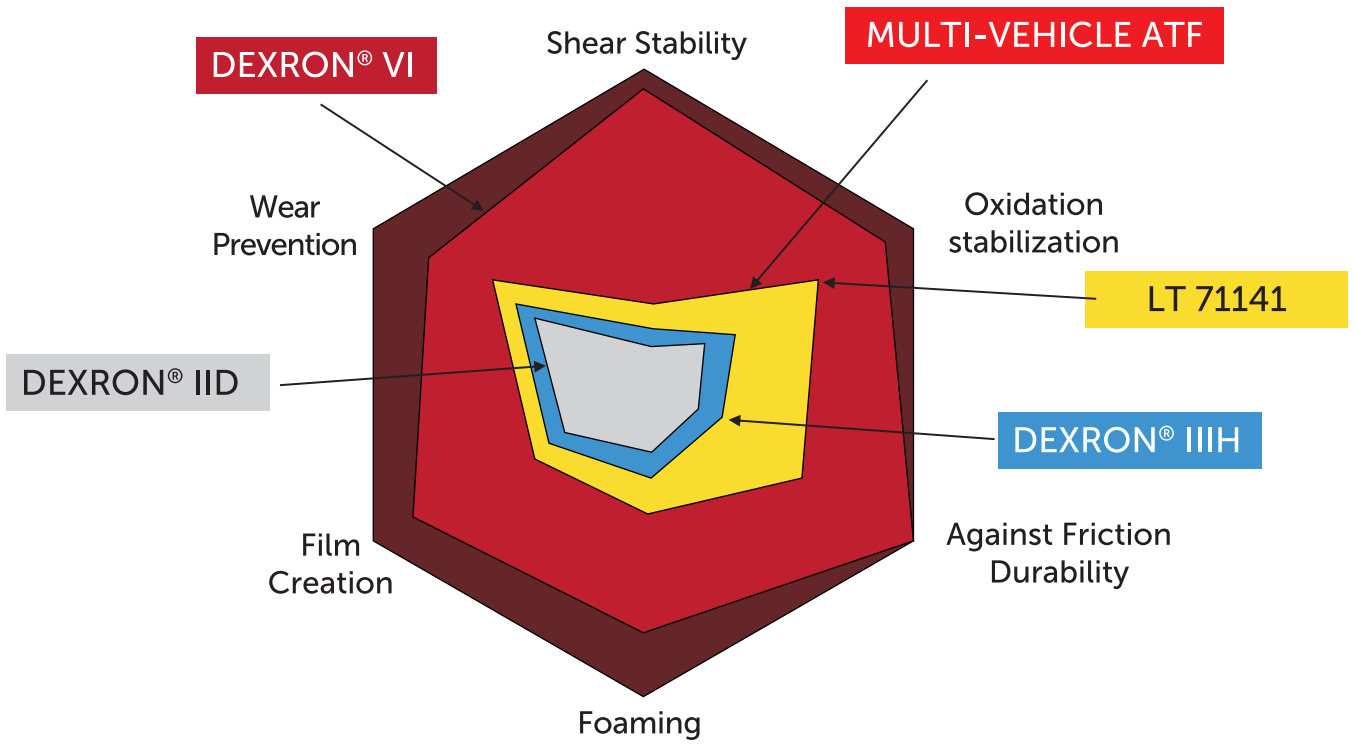 MULTI-VEHICLE ATF
Shear Stability
DEXRON® VI
Wear
Prevention
Oxidation
stabilization
LT 71141
DEXRON® IID
DEXRON® IIIH
Against Friction
Durability
Film
Creation
Foaming